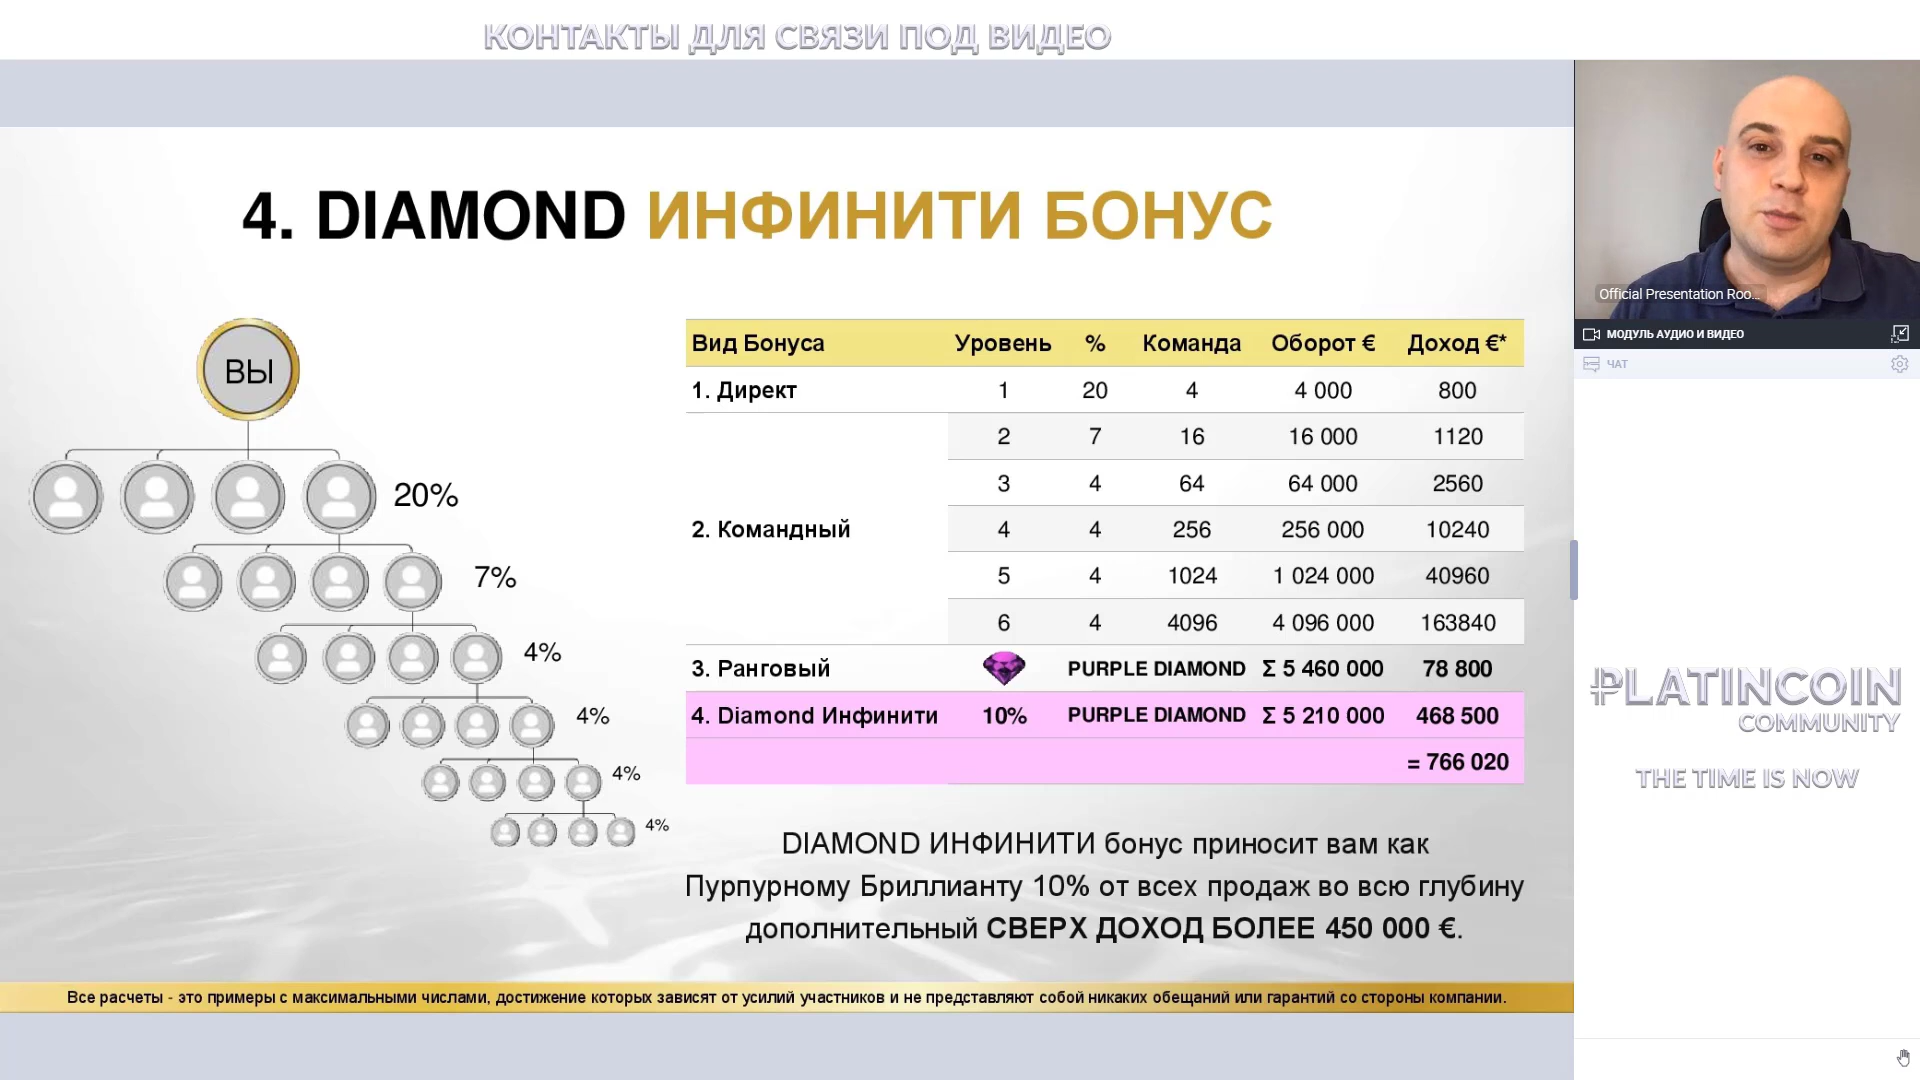 КОНТАКТЫ ДЛЯ СВЯЗИ ПОД ВИДЕО
4. DIAMOND ИНФИНИТИ БОНУС
ВЫ
20%
7%
4%
4%
4%
4%
Вид Бонуса Уровень % Команда Оборот € Доход €*
1. Директ 1 20 4 4 000 800
2 7 16 16 000 1120
3 4 64 64 000 2560
2. Командный 4 4 256 256 000 10240
5 4 1024 1 024 000 40960
6 4 4096 4 096 000 163840
3. Ранговый PURPLE DIAMOND Σ 5 460 000 78 800
4. Diamond Инфинити 10% PURPLE DIAMOND Σ 5 210 000 468 500
= 766 020
DIAMOND ИНФИНИТИ бонус приносит вам как
Пурпурному Бриллианту 10% от всех продаж во всю глубину
дополнительный СВЕРХ ДОХОД БОЛЕЕ 450 000 €.
Все расчеты - это примеры с максимальными числами, достижение которых зависят от усилий участников и не представляют собой никаких обещаний или гарантий со стороны компании.
Official Presentation Roo...
МОДУЛЬ АУДИО И ВИДЕО
ЧАТ
PLATINCOIN
COMMUNITY
THE TIME IS NOW